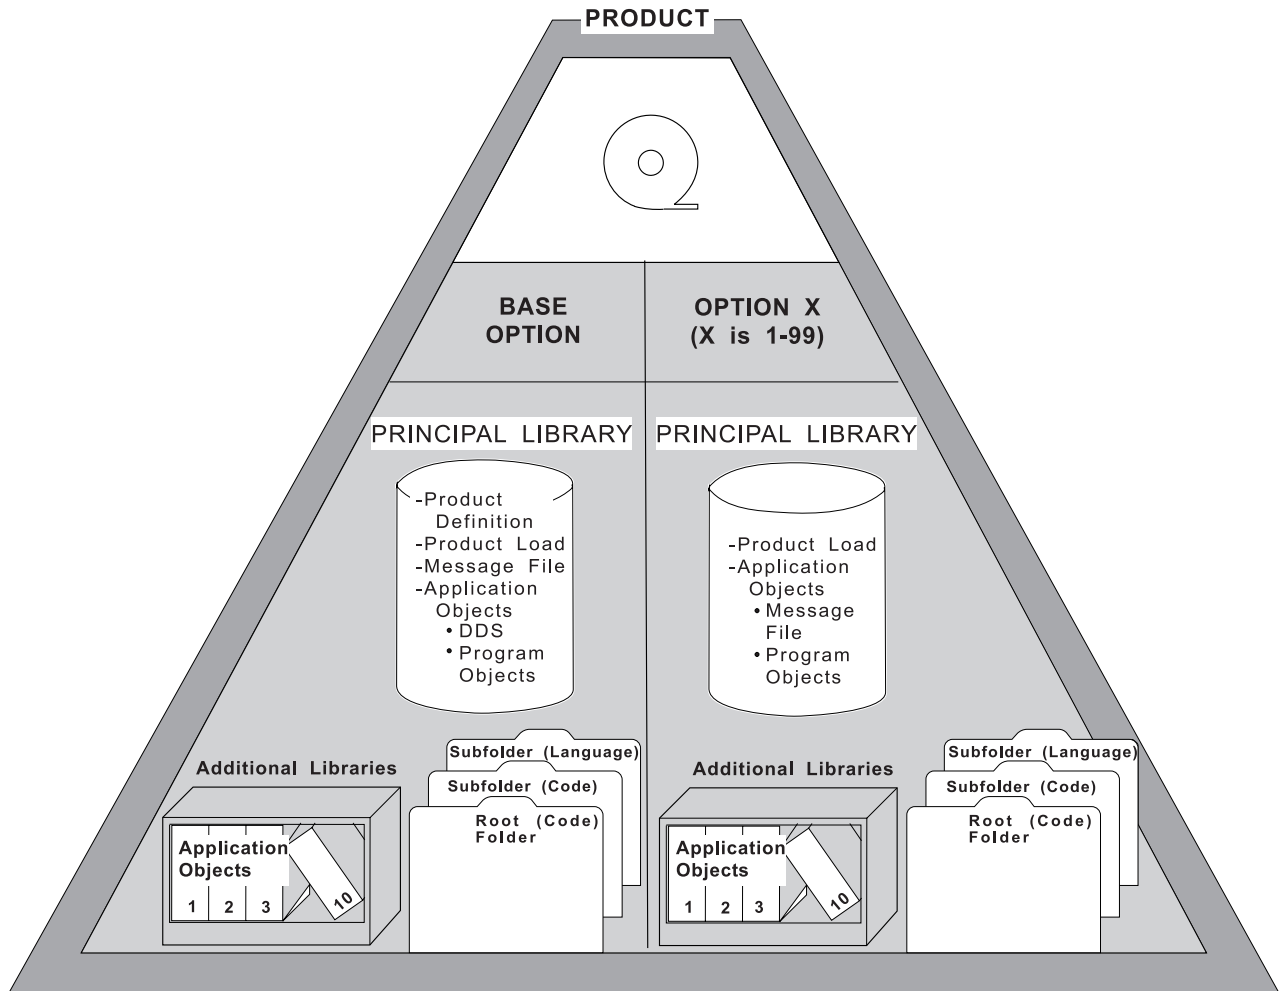 PRODUCT
BASE
OPTION
OPTION X
(X is 1-99)
PRINCIPAL LIBRARY
-Product
Definition
-Product Load
-Message File
-Application
Objects
• DDS
• Program
Objects
PRINCIPAL LIBRARY
-Product Load
-Application
Objects
• Message
File
• Program
Objects
Additional Libraries
Application
Objects
1 2 3 10
Subfolder (Language)
Subfolder (Code)
Root (Code)
Folder
Additional Libraries
Application
Objects
1 2 3 10
Subfolder (Language)
Subfolder (Code)
Root (Code)
Folder